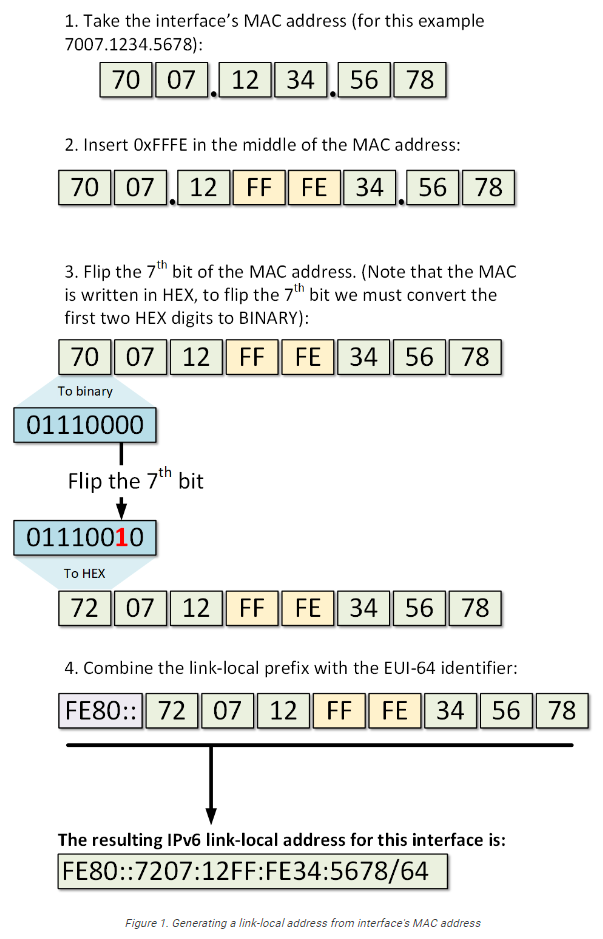 1. Take the interface's MAC address (for this example
7007.1234.5678):
70 07 . 12 34 . 56 78
2. Insert 0xFFFE in the middle of the MAC address:
70 07 . 12 FF FE 34 . 56 78
3. Flip the 7th bit of the MAC address. (Note that the MAC
is written in HEX, to flip the 7th bit we must convert the
first two HEX digits to BINARY):
70 07 12 FF FE 34 56 78
To binary
01110000
Flip the 7th bit
01110010
To HEX
72 07 12 FF FE 34 56 78
4. Combine the link-local prefix with the EUI-64 identifier:
FE80:: 72 07 12 FF FE 34 56 78
The resulting IPv6 link-local address for this interface is:
FE80::7207:12FF:FE34:5678/64
Figure 1. Generating a link-local address from interface's MAC address